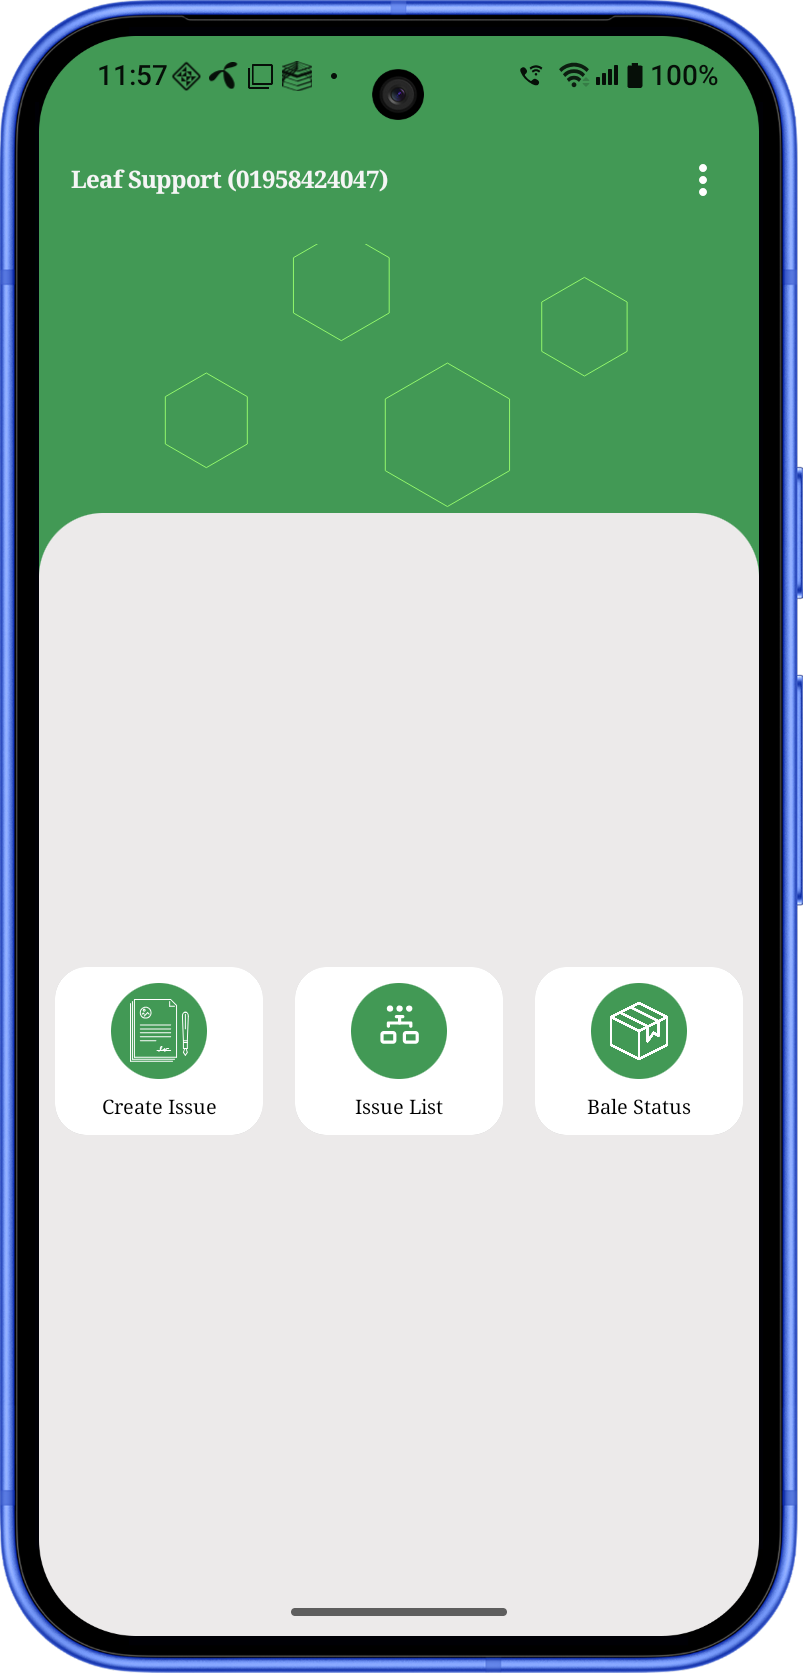 11:57
100%
Leaf Support (01958424047)
Create Issue
Issue List
Bale Status